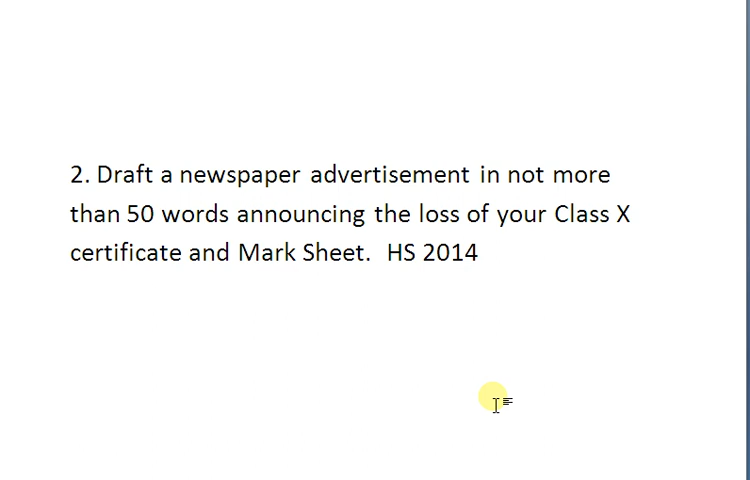 2. Draft a newspaper advertisement in not more
than 50 words announcing the loss of your Class X
certificate and Mark Sheet.  HS 2014